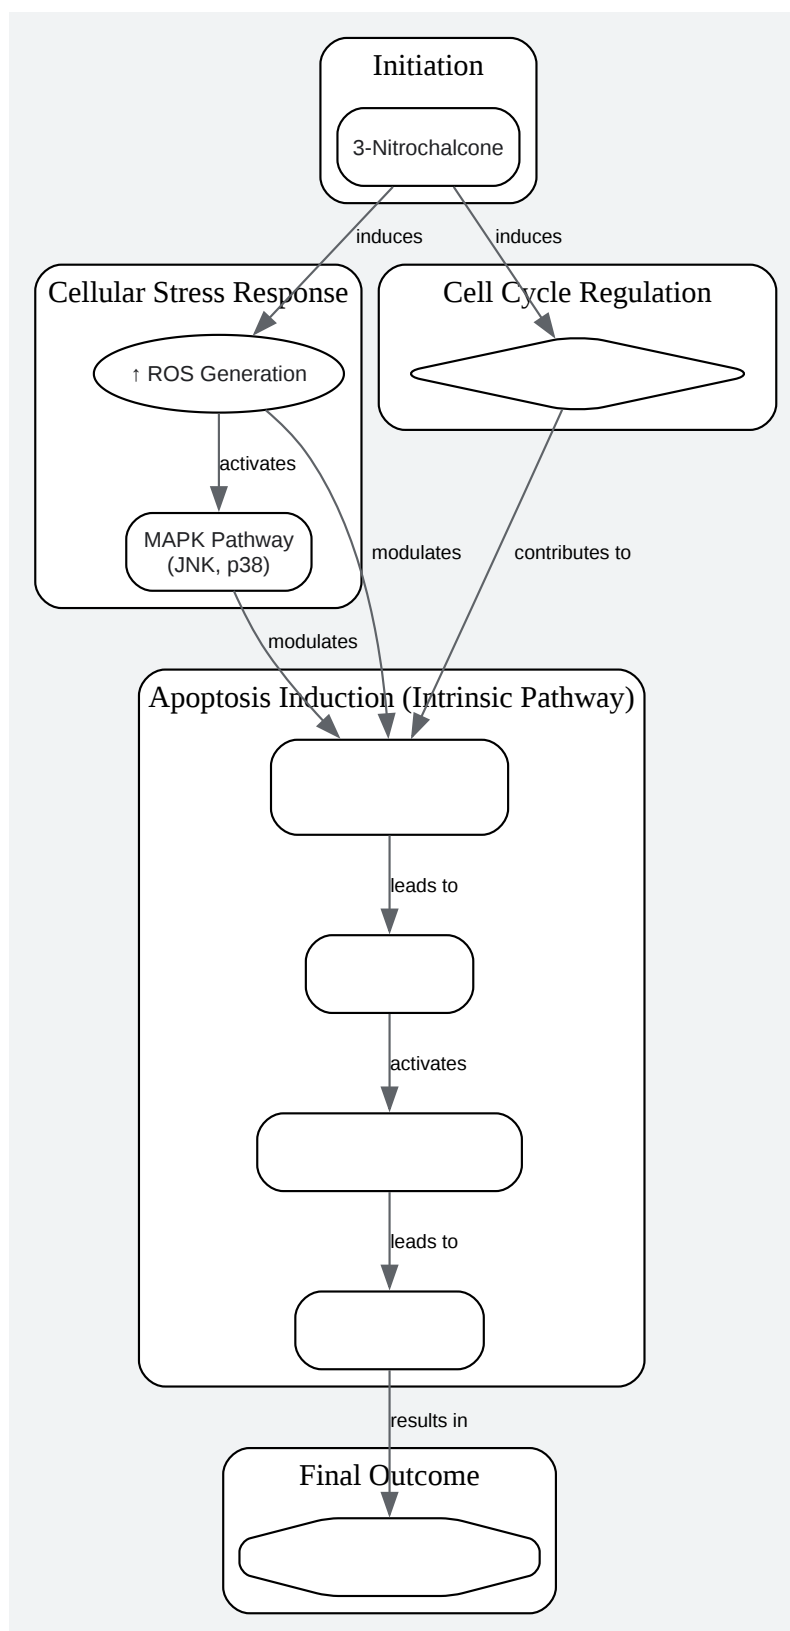 Initiation
3-Nitrochalcone
induces
induces
Cellular Stress Response
Cell Cycle Regulation
↑ ROS Generation
activates
MAPK Pathway
(JNK, p38)
modulates
contributes to
modulates
Apoptosis Induction (Intrinsic Pathway)
leads to
activates
leads to
results in
Final Outcome